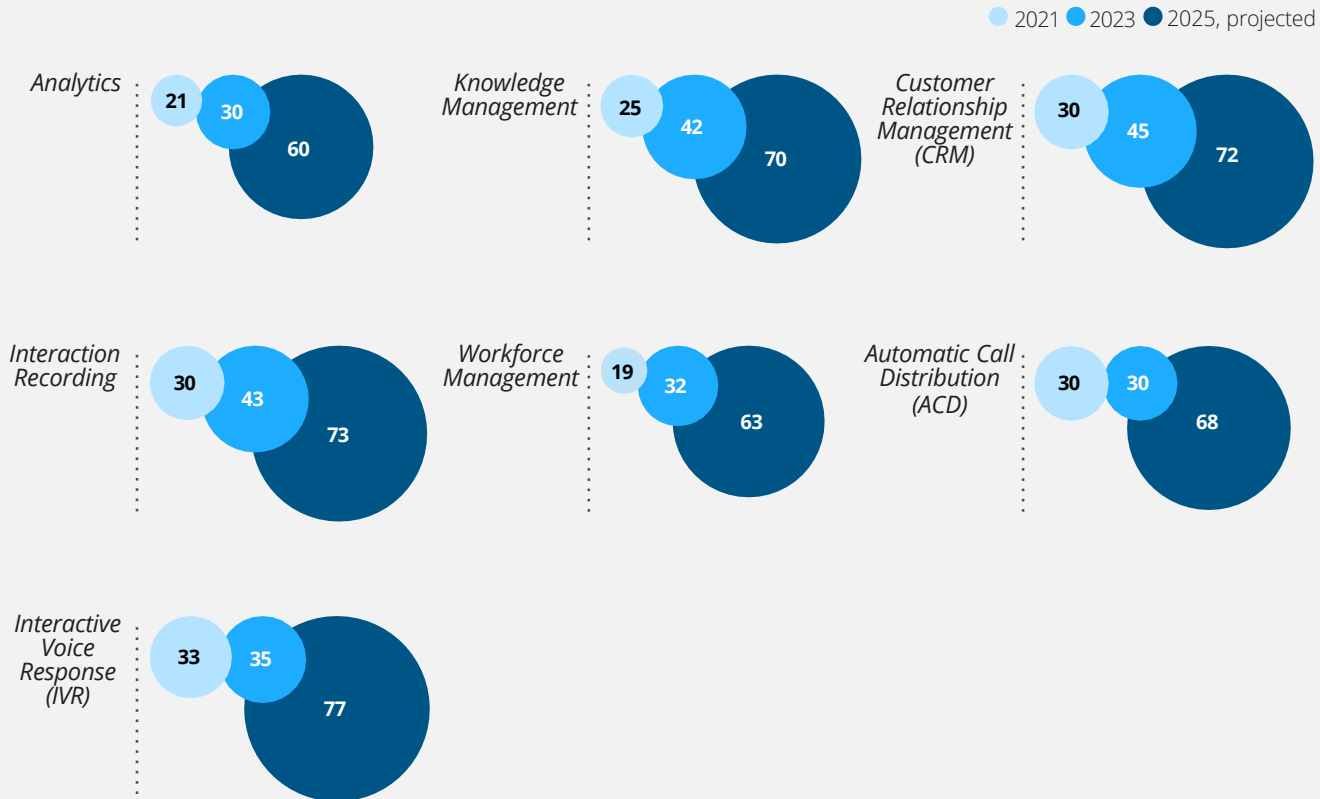 2021 2023 2025, projected
Analytics
21 30 60
Knowledge
Management
25 42 70
Customer
Relationship
Management
(CRM)
30 45 72
Interaction
Recording
30 43 73
Workforce
Management
19 32 63
Automatic Call
Distribution
(ACD)
30 30 68
Interactive
Voice
Response
(IVR)
33 35 77